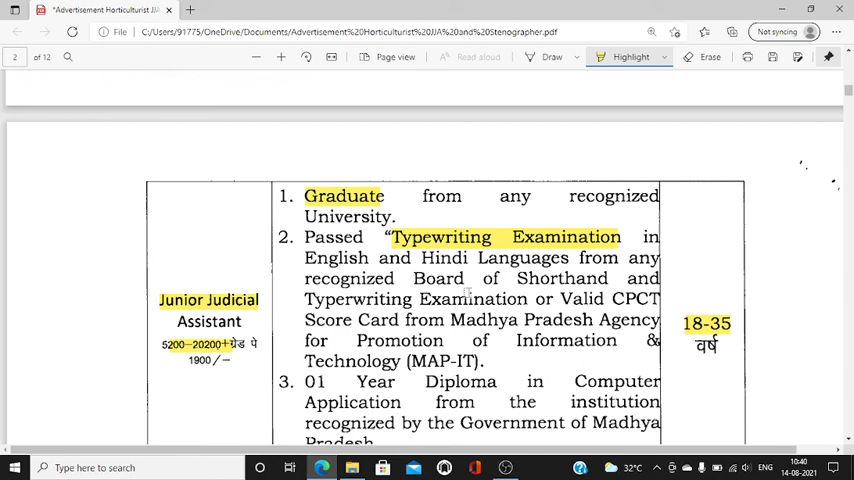 *Advertisement Horticulturist JJA
File
C:/Users/91775/OneDrive/Documents/Advertisement%20Horticulturist%20JJA%20and%20Stenographer.pdf
Not syncing
2 of 12
Page view
Read aloud
Draw
Highlight
Erase
1. Graduate from any recognized
University.
2. Passed “Typewriting Examination in
English and Hindi Languages from any
recognized Board of Shorthand and
Typerwriting Examination or Valid CPCT
Score Card from Madhya Pradesh Agency
for Promotion of Information &
Technology (MAP-IT).
3. 01 Year Diploma in Computer
Application from the institution
recognized by the Government of Madhya
Pradesh
Junior Judicial
Assistant
5200-20200+ग्रेड पे
1900/-
18-35
वर्ष
Type here to search
32°C
ENG
10:40
14-08-2021